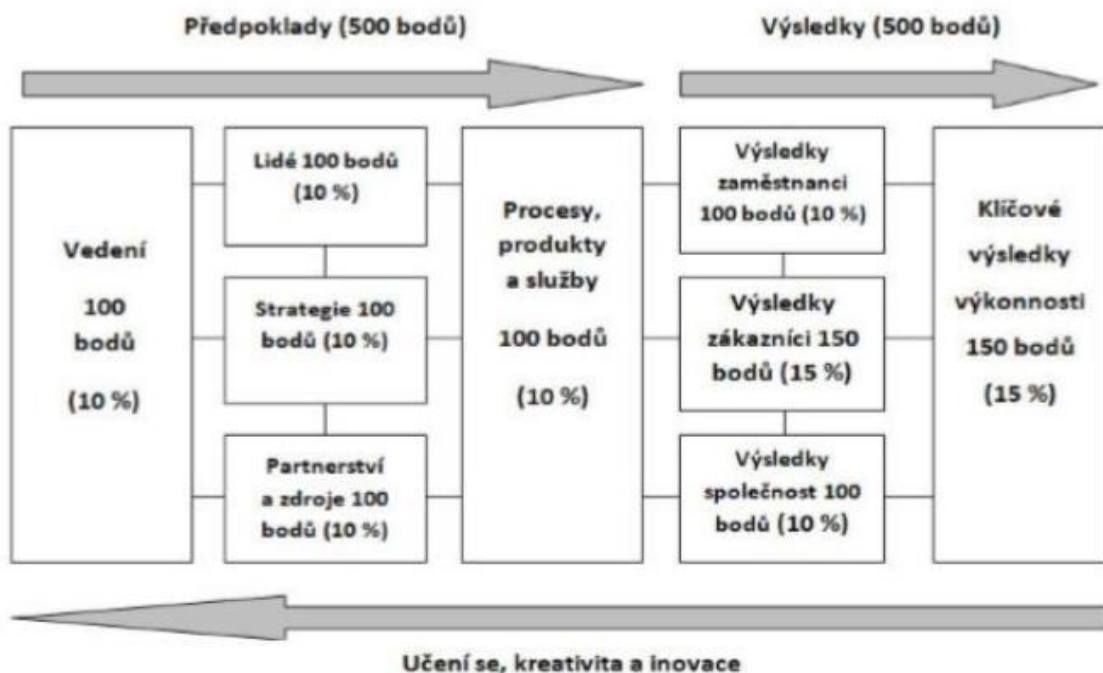 Předpoklady (500 bodů)
Výsledky (500 bodů)
Vedení
100
bodů
(10 %)
Lidé 100 bodů
(10 %)
Strategie 100
bodů (10 %)
Partnerství
a zdroje 100
bodů (10 %)
Procesy,
produkty
a služby
100 bodů
(10 %)
Výsledky
zaměstnanci
100 bodů (10 %)
Výsledky
zákazníci 150
bodů (15 %)
Výsledky
společnost 100
bodů (10 %)
Klíčové
výsledky
výkonnosti
150 bodů
(15 %)
Učení se, kreativita a inovace